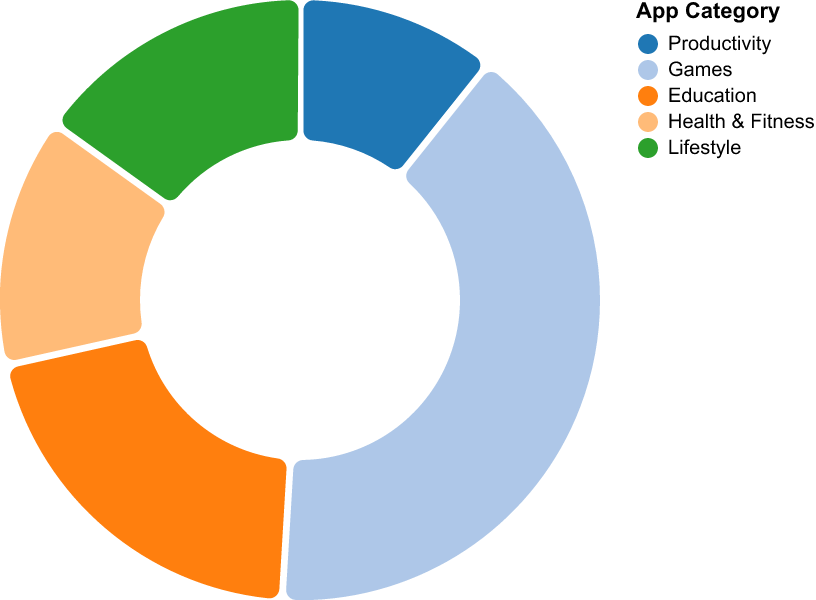 App Category
Productivity
Games
Education
Health & Fitness
Lifestyle